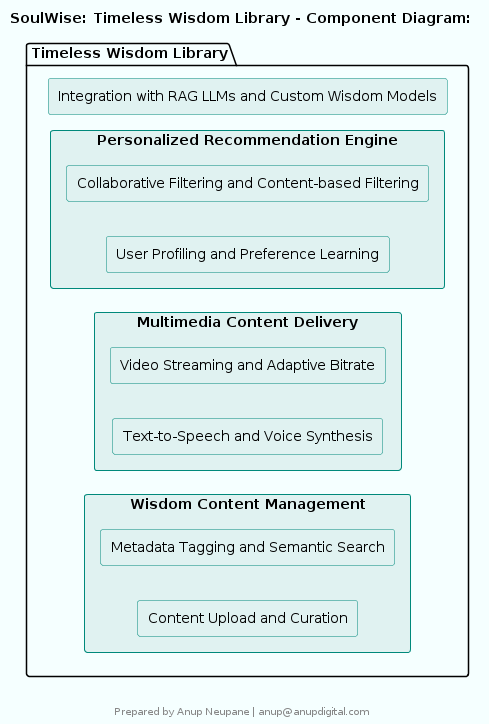 SoulWise: Timeless Wisdom Library - Component Diagram:
Timeless Wisdom Library
Integration with RAG LLMs and Custom Wisdom Models
Personalized Recommendation Engine
Collaborative Filtering and Content-based Filtering
User Profiling and Preference Learning
Multimedia Content Delivery
Video Streaming and Adaptive Bitrate
Text-to-Speech and Voice Synthesis
Wisdom Content Management
Metadata Tagging and Semantic Search
Content Upload and Curation
Prepared by Anup Neupane | anup@anupdigital.com